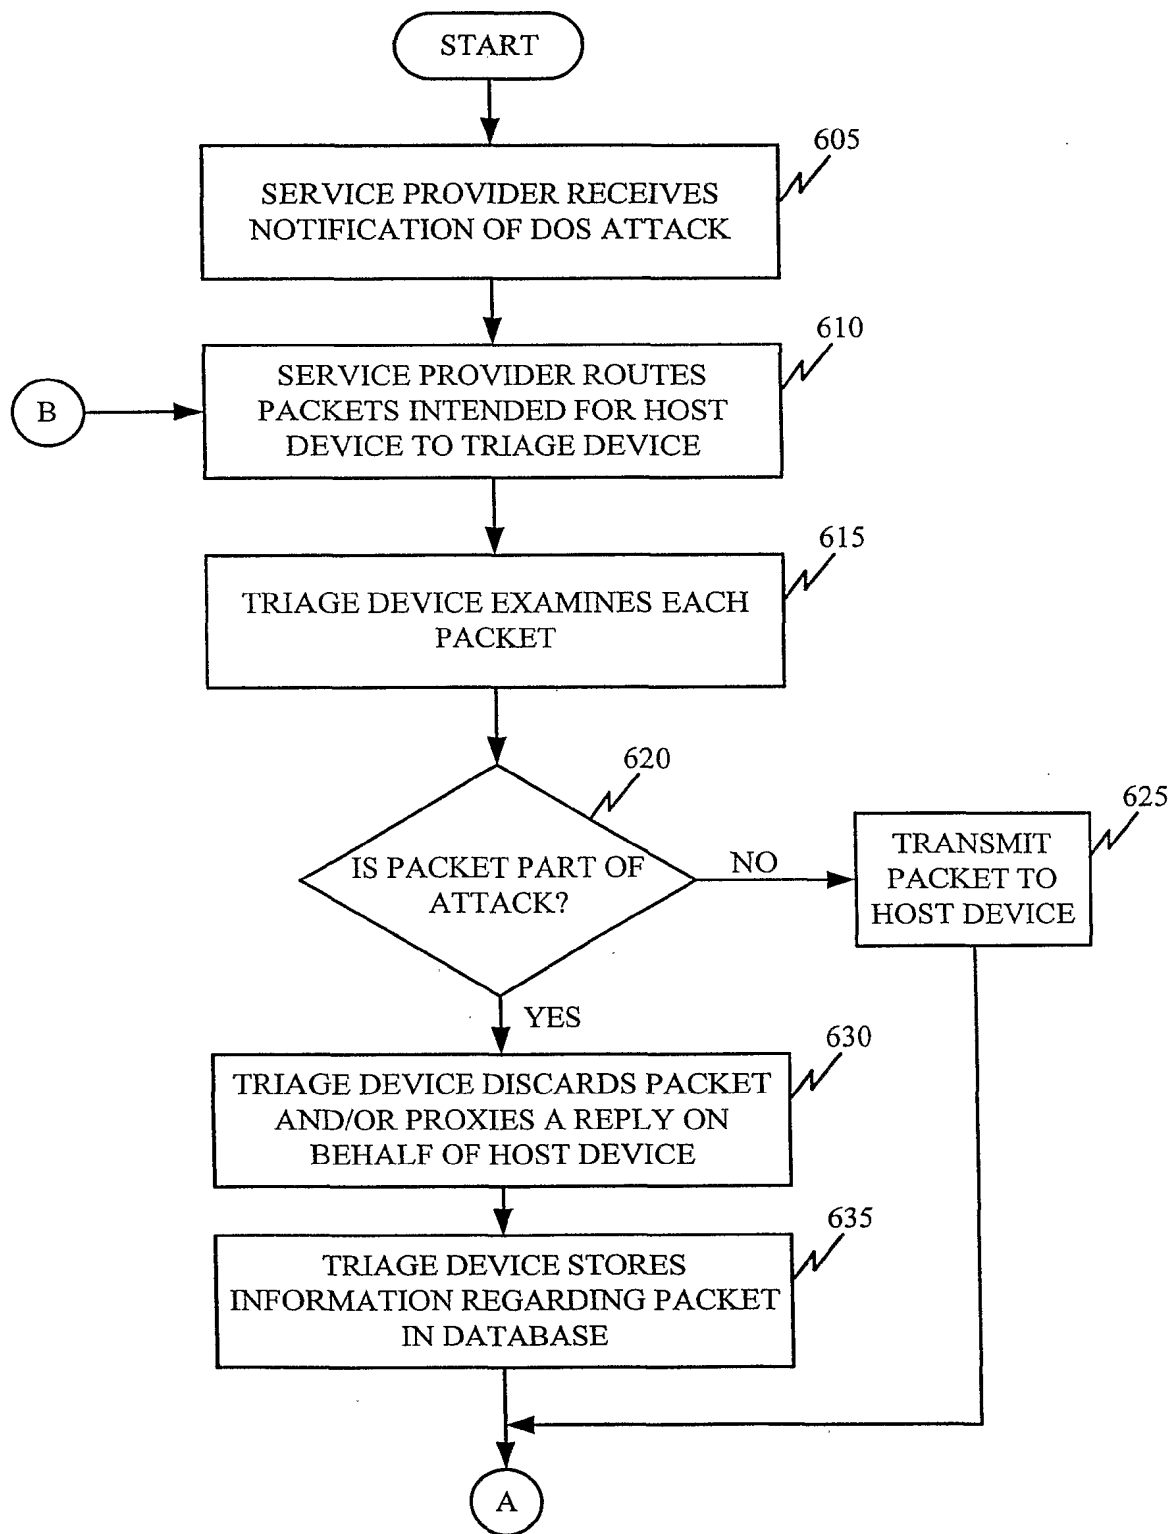 START
605
SERVICE PROVIDER RECEIVES
NOTIFICATION OF DOS ATTACK
610
SERVICE PROVIDER ROUTES
PACKETS INTENDED FOR HOST
DEVICE TO TRIAGE DEVICE
B
615
TRIAGE DEVICE EXAMINES EACH
PACKET
620
IS PACKET PART OF
ATTACK?
NO
625
TRANSMIT
PACKET TO
HOST DEVICE
YES
630
TRIAGE DEVICE DISCARDS PACKET
AND/OR PROXIES A REPLY ON
BEHALF OF HOST DEVICE
635
TRIAGE DEVICE STORES
INFORMATION REGARDING PACKET
IN DATABASE
A